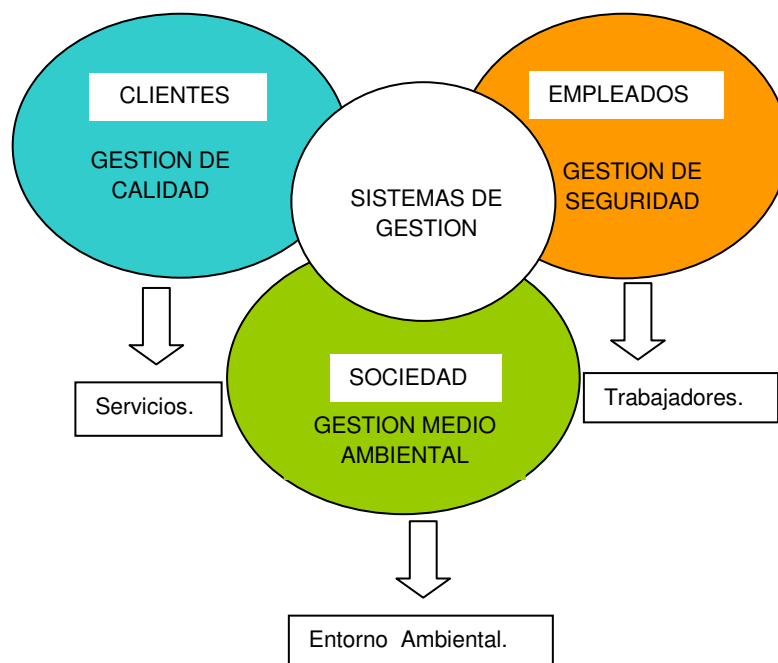 CLIENTES
GESTION DE
CALIDAD
EMPLEADOS
GESTION DE
SEGURIDAD
SISTEMAS DE
GESTION
SOCIEDAD
GESTION MEDIO
AMBIENTAL
Servicios.
Trabajadores.
Entorno Ambiental.